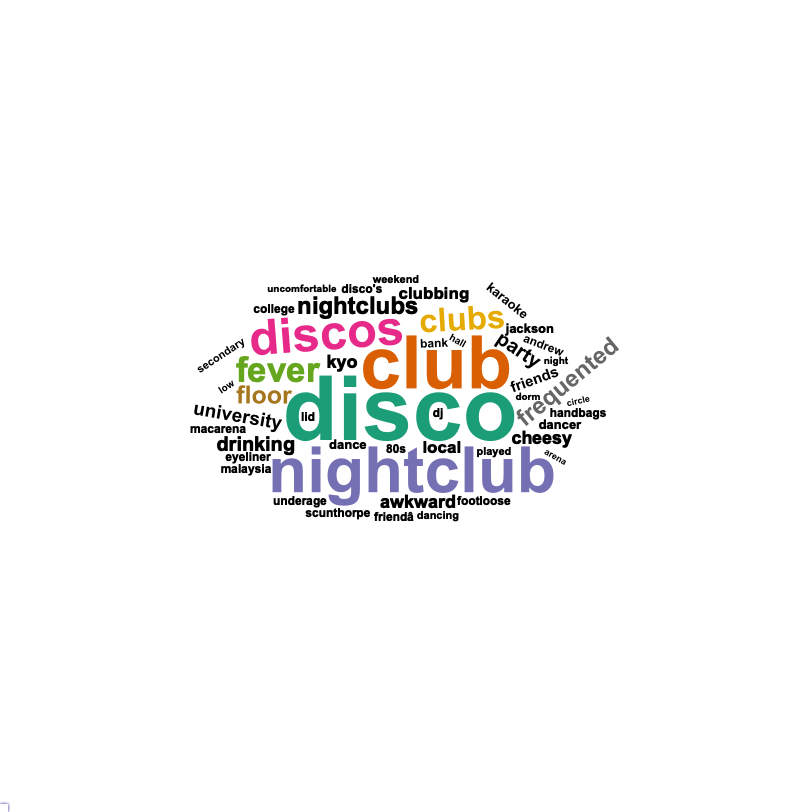 weekend
uncomfortable
disco's
clubbing
karaoke
college
nightclubs
clubs
jackson
discos
bank
hall
party
andrew
secondary
kyo
club
night
frequented
fever
friends
low
floor
disco
dorm
circle
university
lid
dj
handbags
macarena
dancer
drinking
dance
80s
local
played
cheesy
eyeliner
arena
malaysia
nightclub
underage
awkward
footloose
scunthorpe
friendâ
dancing